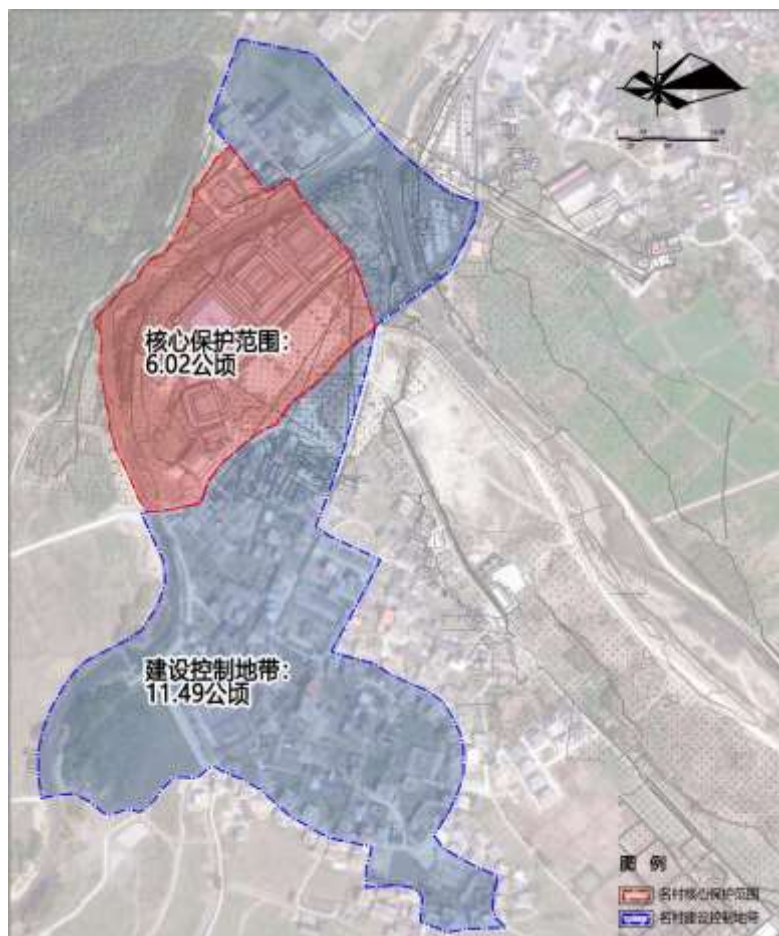 N
核心保护范围：
6.02公顷
建设控制地带：
11.49公顷
图 例
名村核心保护范围
名村建设控制地带